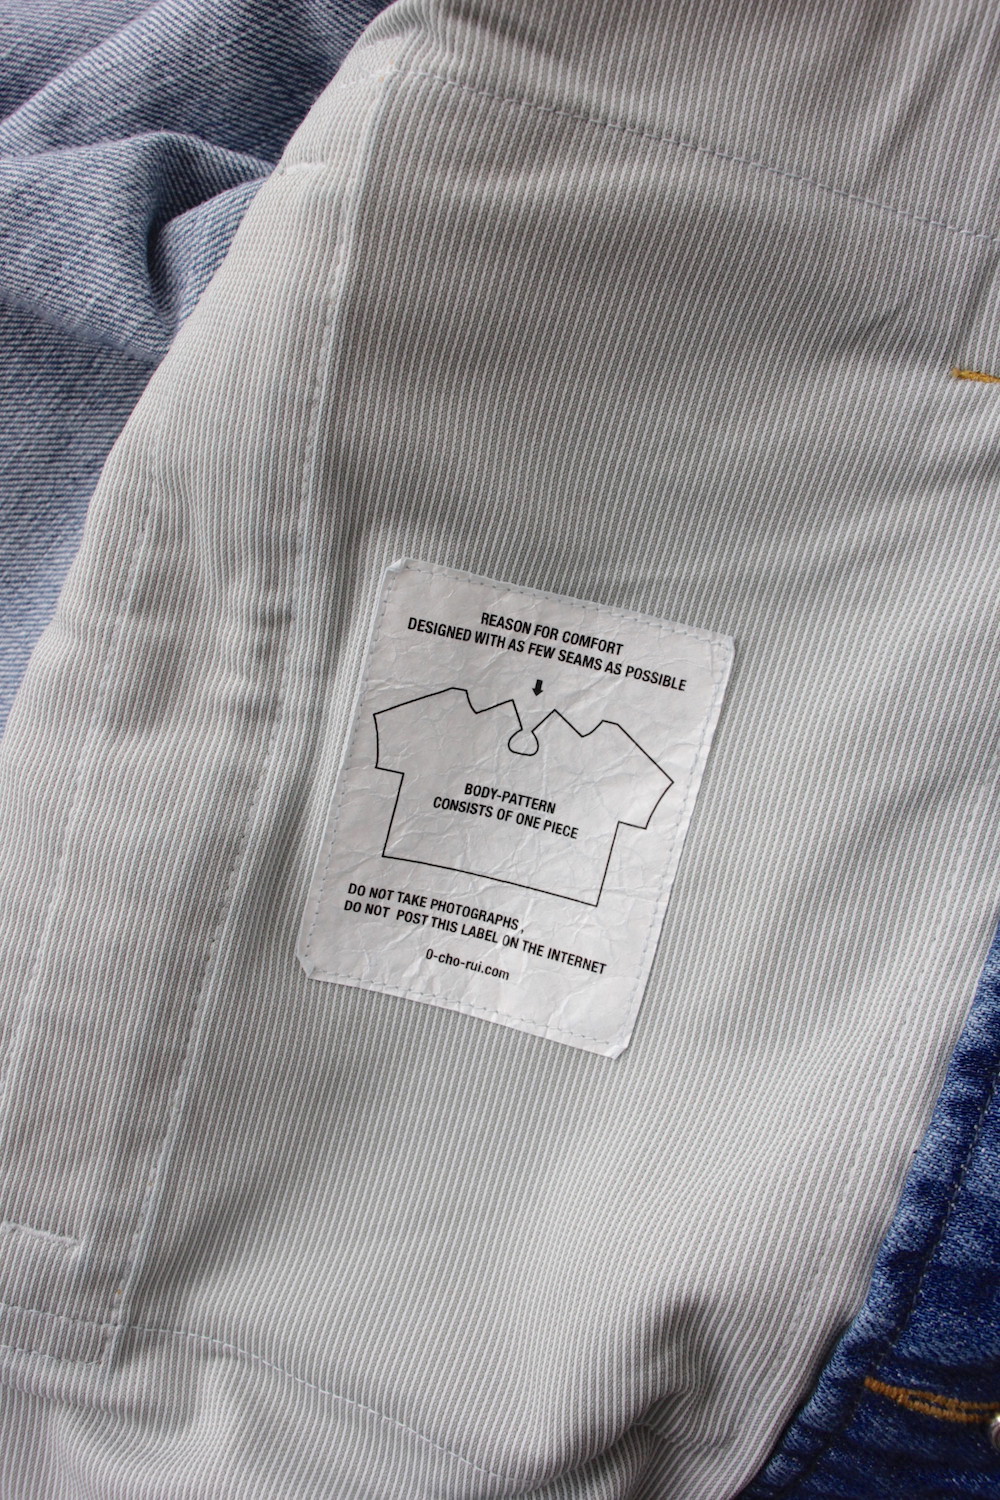 REASON FOR COMFORT
DESIGNED WITH AS FEW SEAMS AS POSSIBLE
BODY-PATTERN
CONSISTS OF ONE PIECE
DO NOT TAKE PHOTOGRAPHS,
DO NOT POST THIS LABEL ON THE INTERNET
0-cho-rui.com